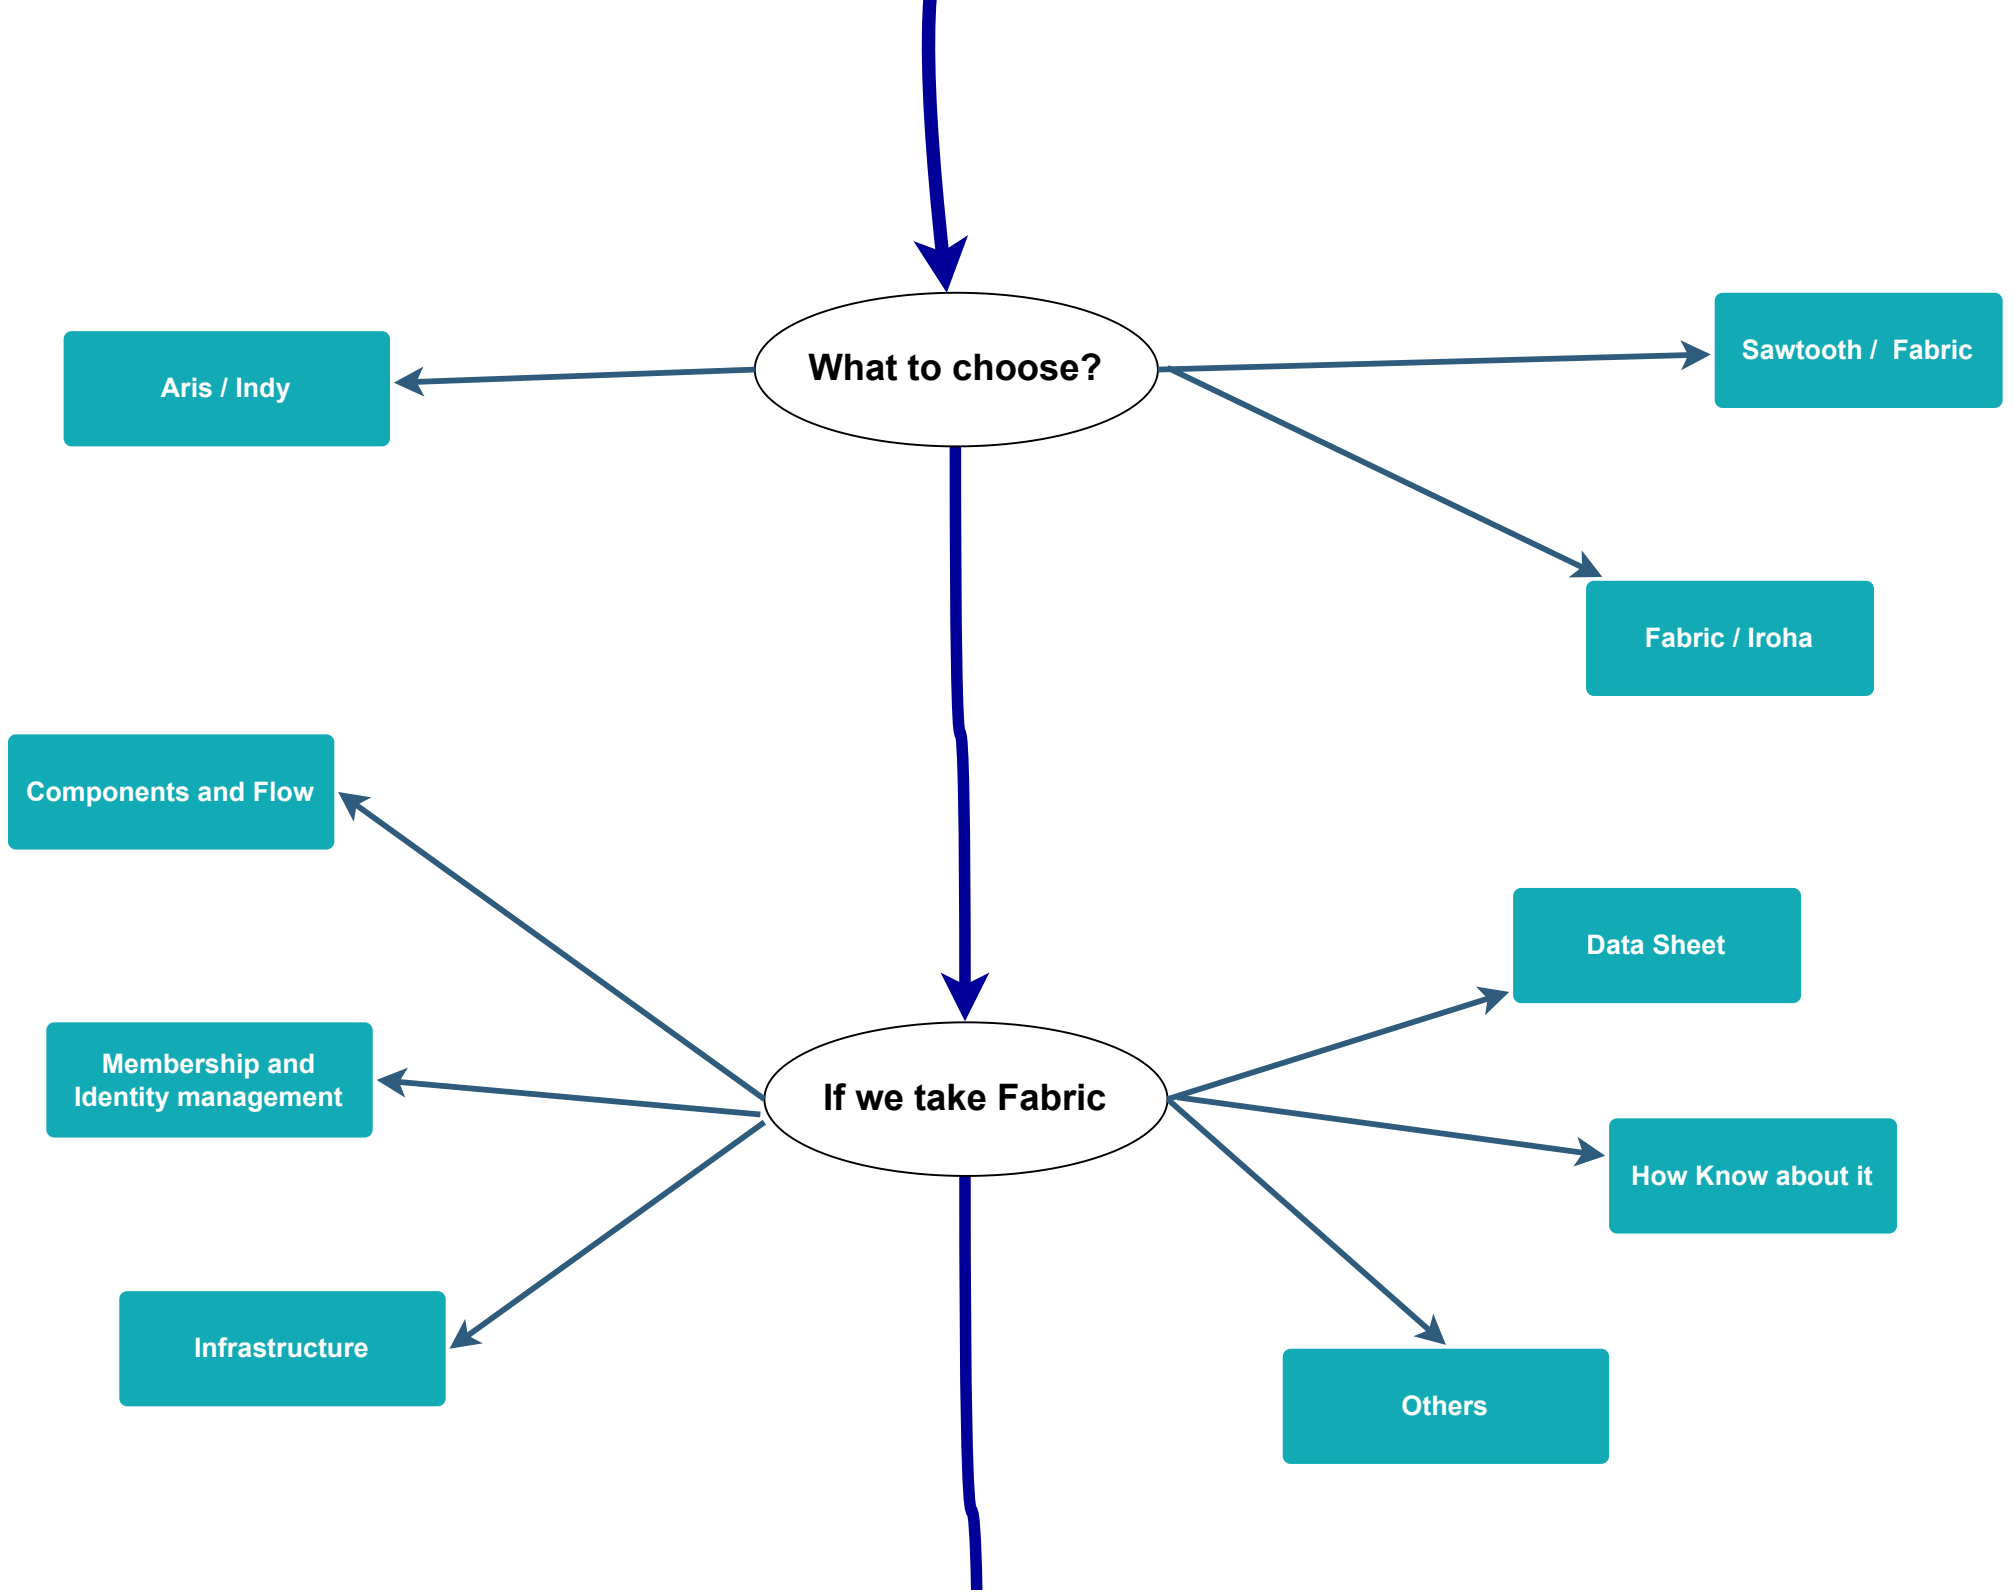 What to choose?
Sawtooth /  Fabric
Aris / Indy
Fabric / Iroha
Components and Flow
Data Sheet
Membership and
Identity management
If we take Fabric
How Know about it
Infrastructure
Others